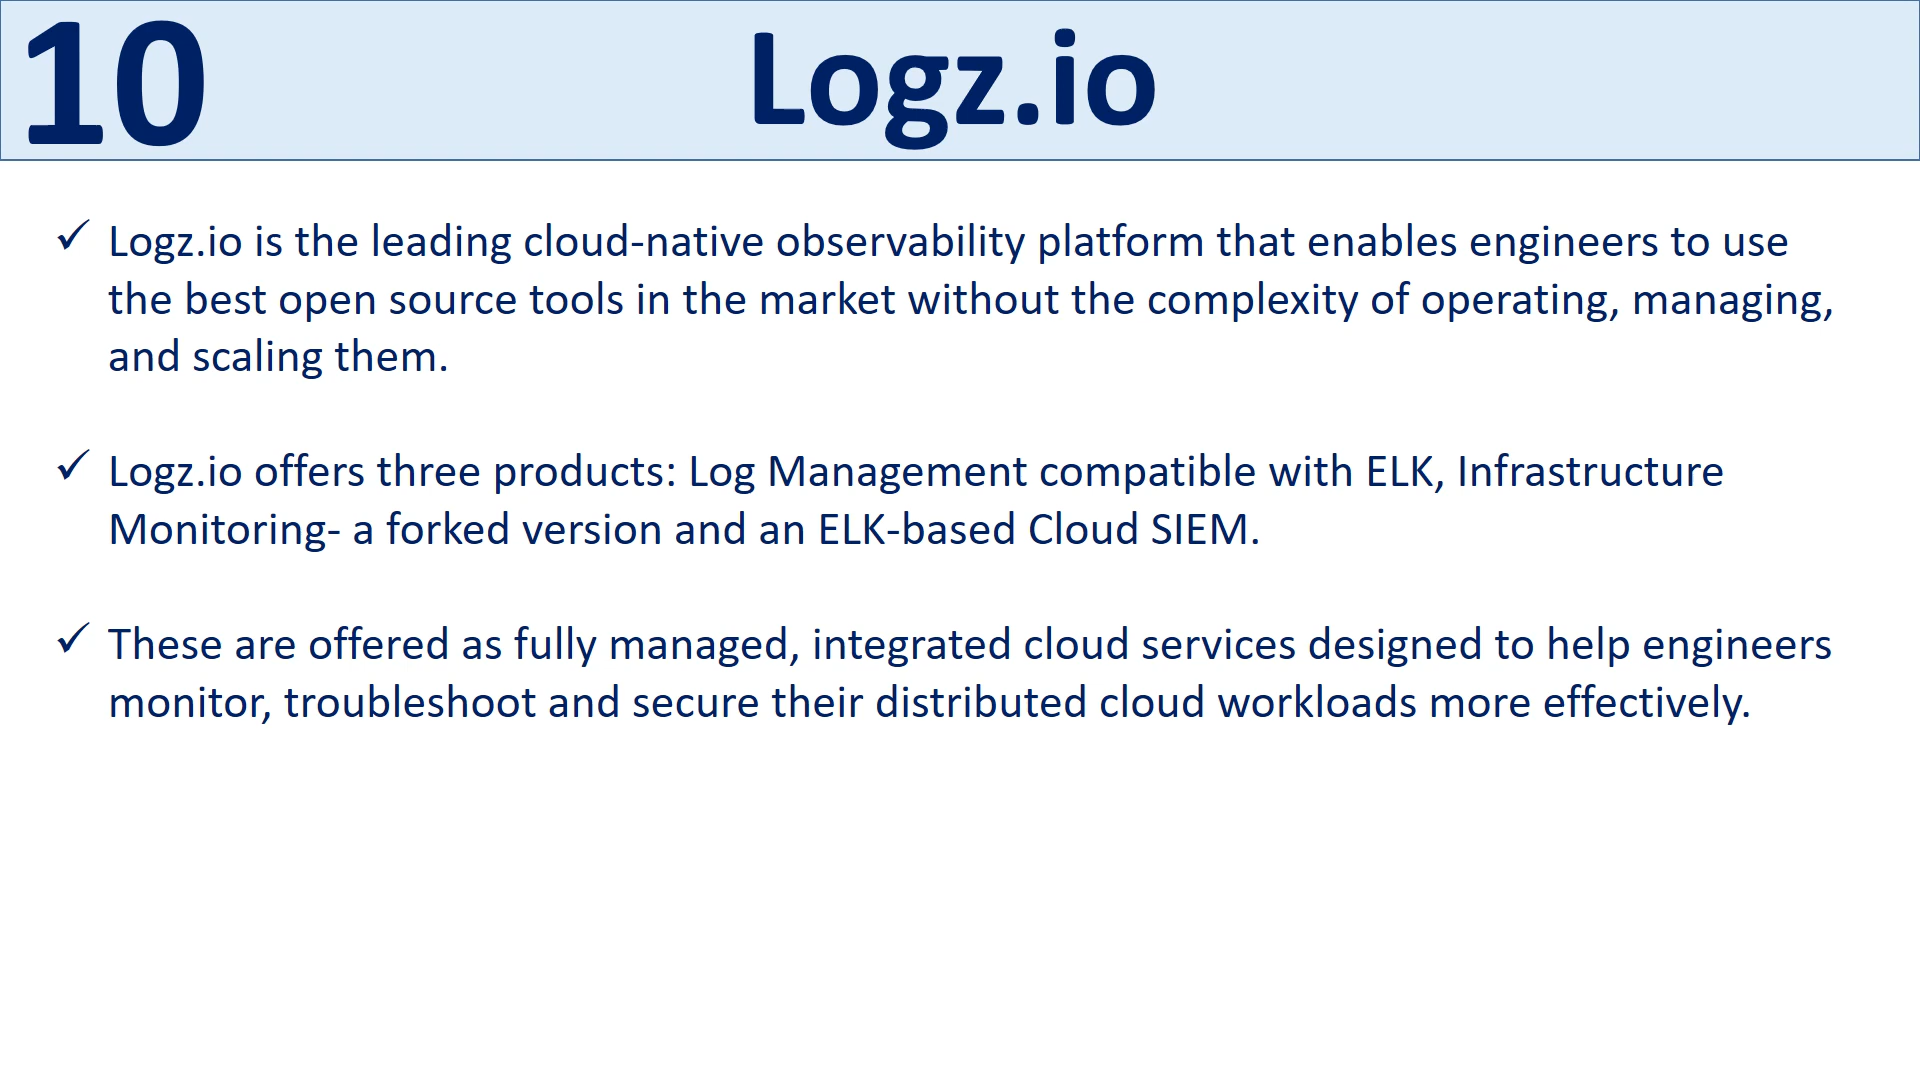 10
Logz.io
✓ Logz.io is the leading cloud-native observability platform that enables engineers to use
the best open source tools in the market without the complexity of operating, managing,
and scaling them.
✓ Logz.io offers three products: Log Management compatible with ELK, Infrastructure
Monitoring- a forked version and an ELK-based Cloud SIEM.
✓ These are offered as fully managed, integrated cloud services designed to help engineers
monitor, troubleshoot and secure their distributed cloud workloads more effectively.